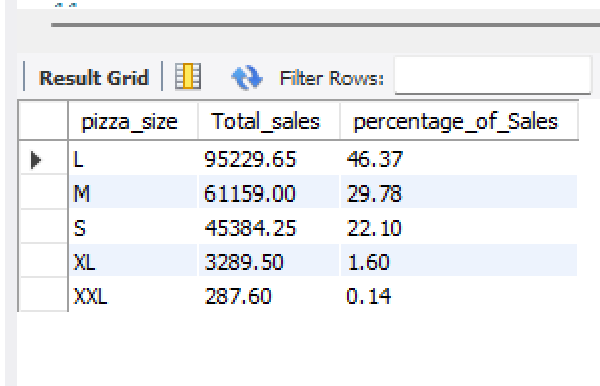 Result Grid Filter Rows:
pizza_size Total_sales percentage_of_Sales
L 95229.65 46.37
M 61159.00 29.78
S 45384.25 22.10
XL 3289.50 1.60
XXL 287.60 0.14